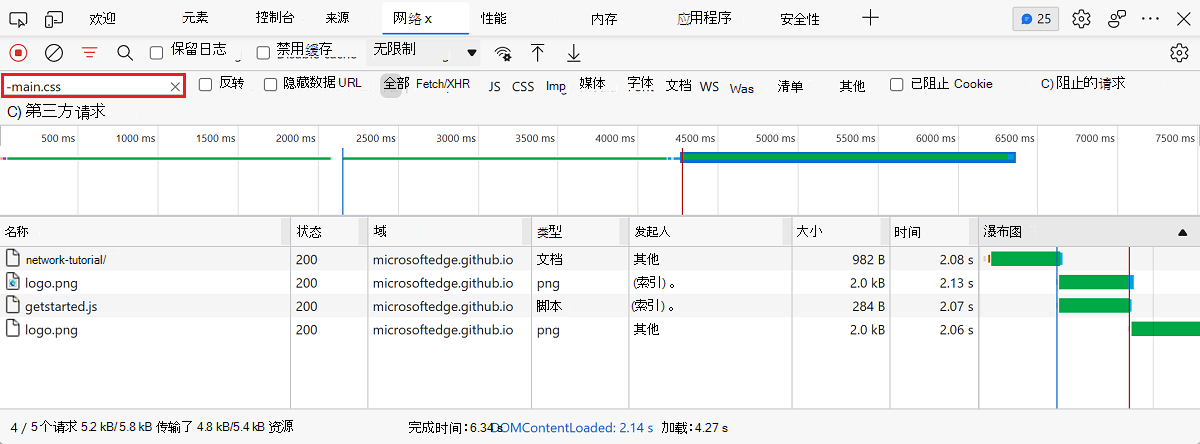 欢迎 元素 控制台 来源 网络 x 性能 内存 应用程序 安全性 25
保留日志 禁用缓存 无限制
-main.css 反转 隐藏数据 URL 全部 Fetch/XHR JS CSS Img 媒体 字体 文档 WS Was 清单 其他 已阻止 Cookie C) 阻止的请求
C) 第三方请求
500 ms 1000 ms 1500 ms 2000 ms 2500 ms 3000 ms 3500 ms 4000 ms 4500 ms 5000 ms 5500 ms 6000 ms 6500 ms 7000 ms 7500 ms
名称 状态 域 类型 发起人 大小 时间 瀑布图
network-tutorial/ 200 microsoftedge.github.io 文档 其他 982 B 2.08 s
logo.png 200 microsoftedge.github.io png (索引) 。 2.0 kB 2.13 s
getstarted.js 200 microsoftedge.github.io 脚本 (索引) 。 284 B 2.07 s
logo.png 200 microsoftedge.github.io png 其他 2.0 kB 2.06 s
4 / 5 个请求 5.2 kB/5.8 kB 传输了 4.8 kB/5.4 kB 资源 完成时间：6.34 s DOMContentLoaded: 2.14 s 加载：4.27 s